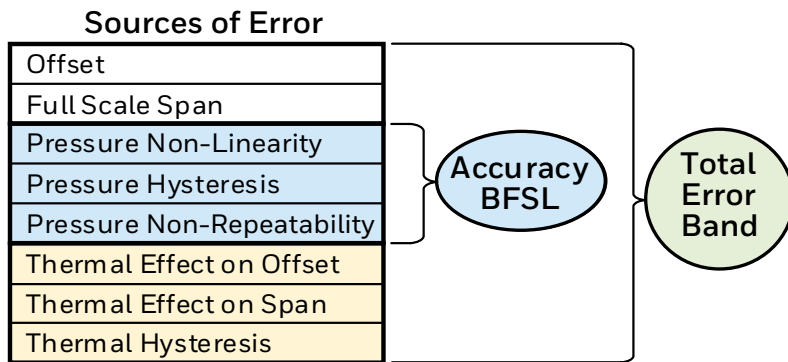 Sources of Error
Offset
Full Scale Span
Pressure Non-Linearity
Pressure Hysteresis
Pressure Non-Repeatability
Thermal Effect on Offset
Thermal Effect on Span
Thermal Hysteresis
Accuracy
BFSL
Total
Error
Band